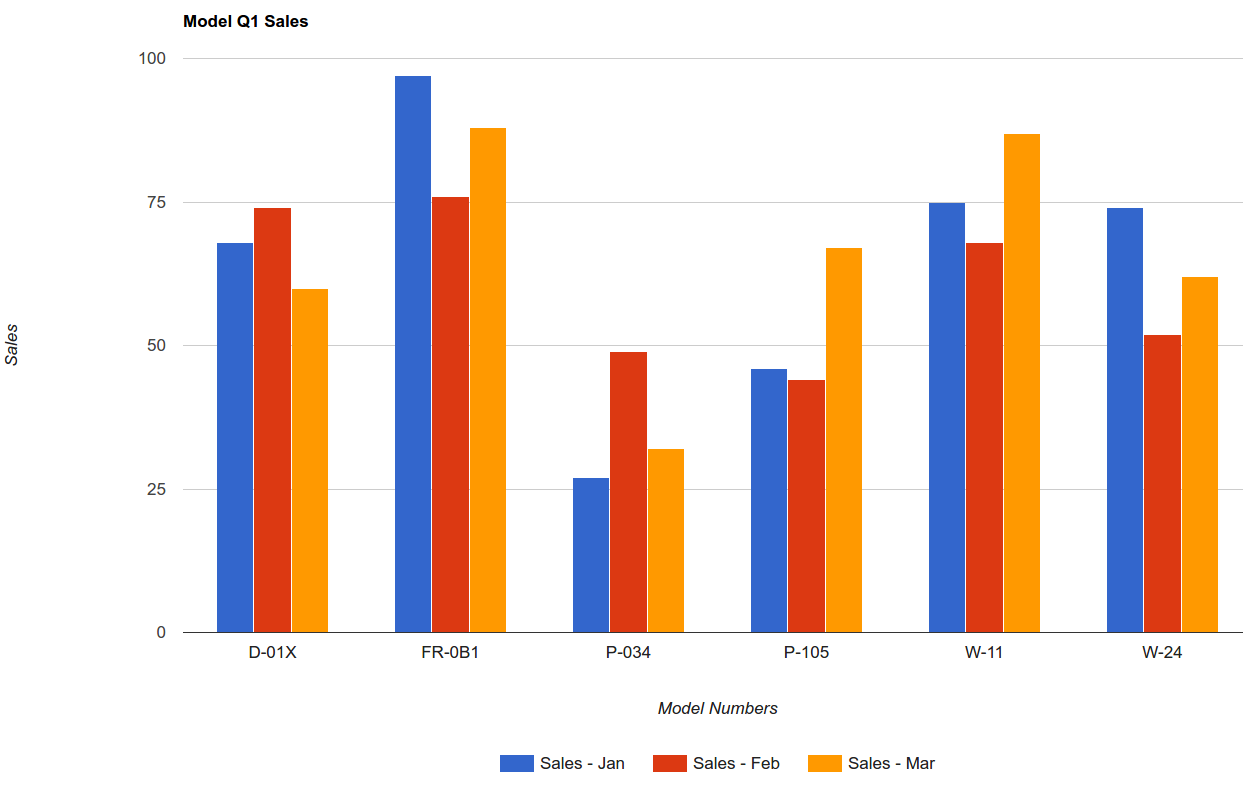 Model Q1 Sales
100
75
50
25
0
Sales
D-01X FR-0B1 P-034 P-105 W-11 W-24
Model Numbers
Sales - Jan Sales - Feb Sales - Mar